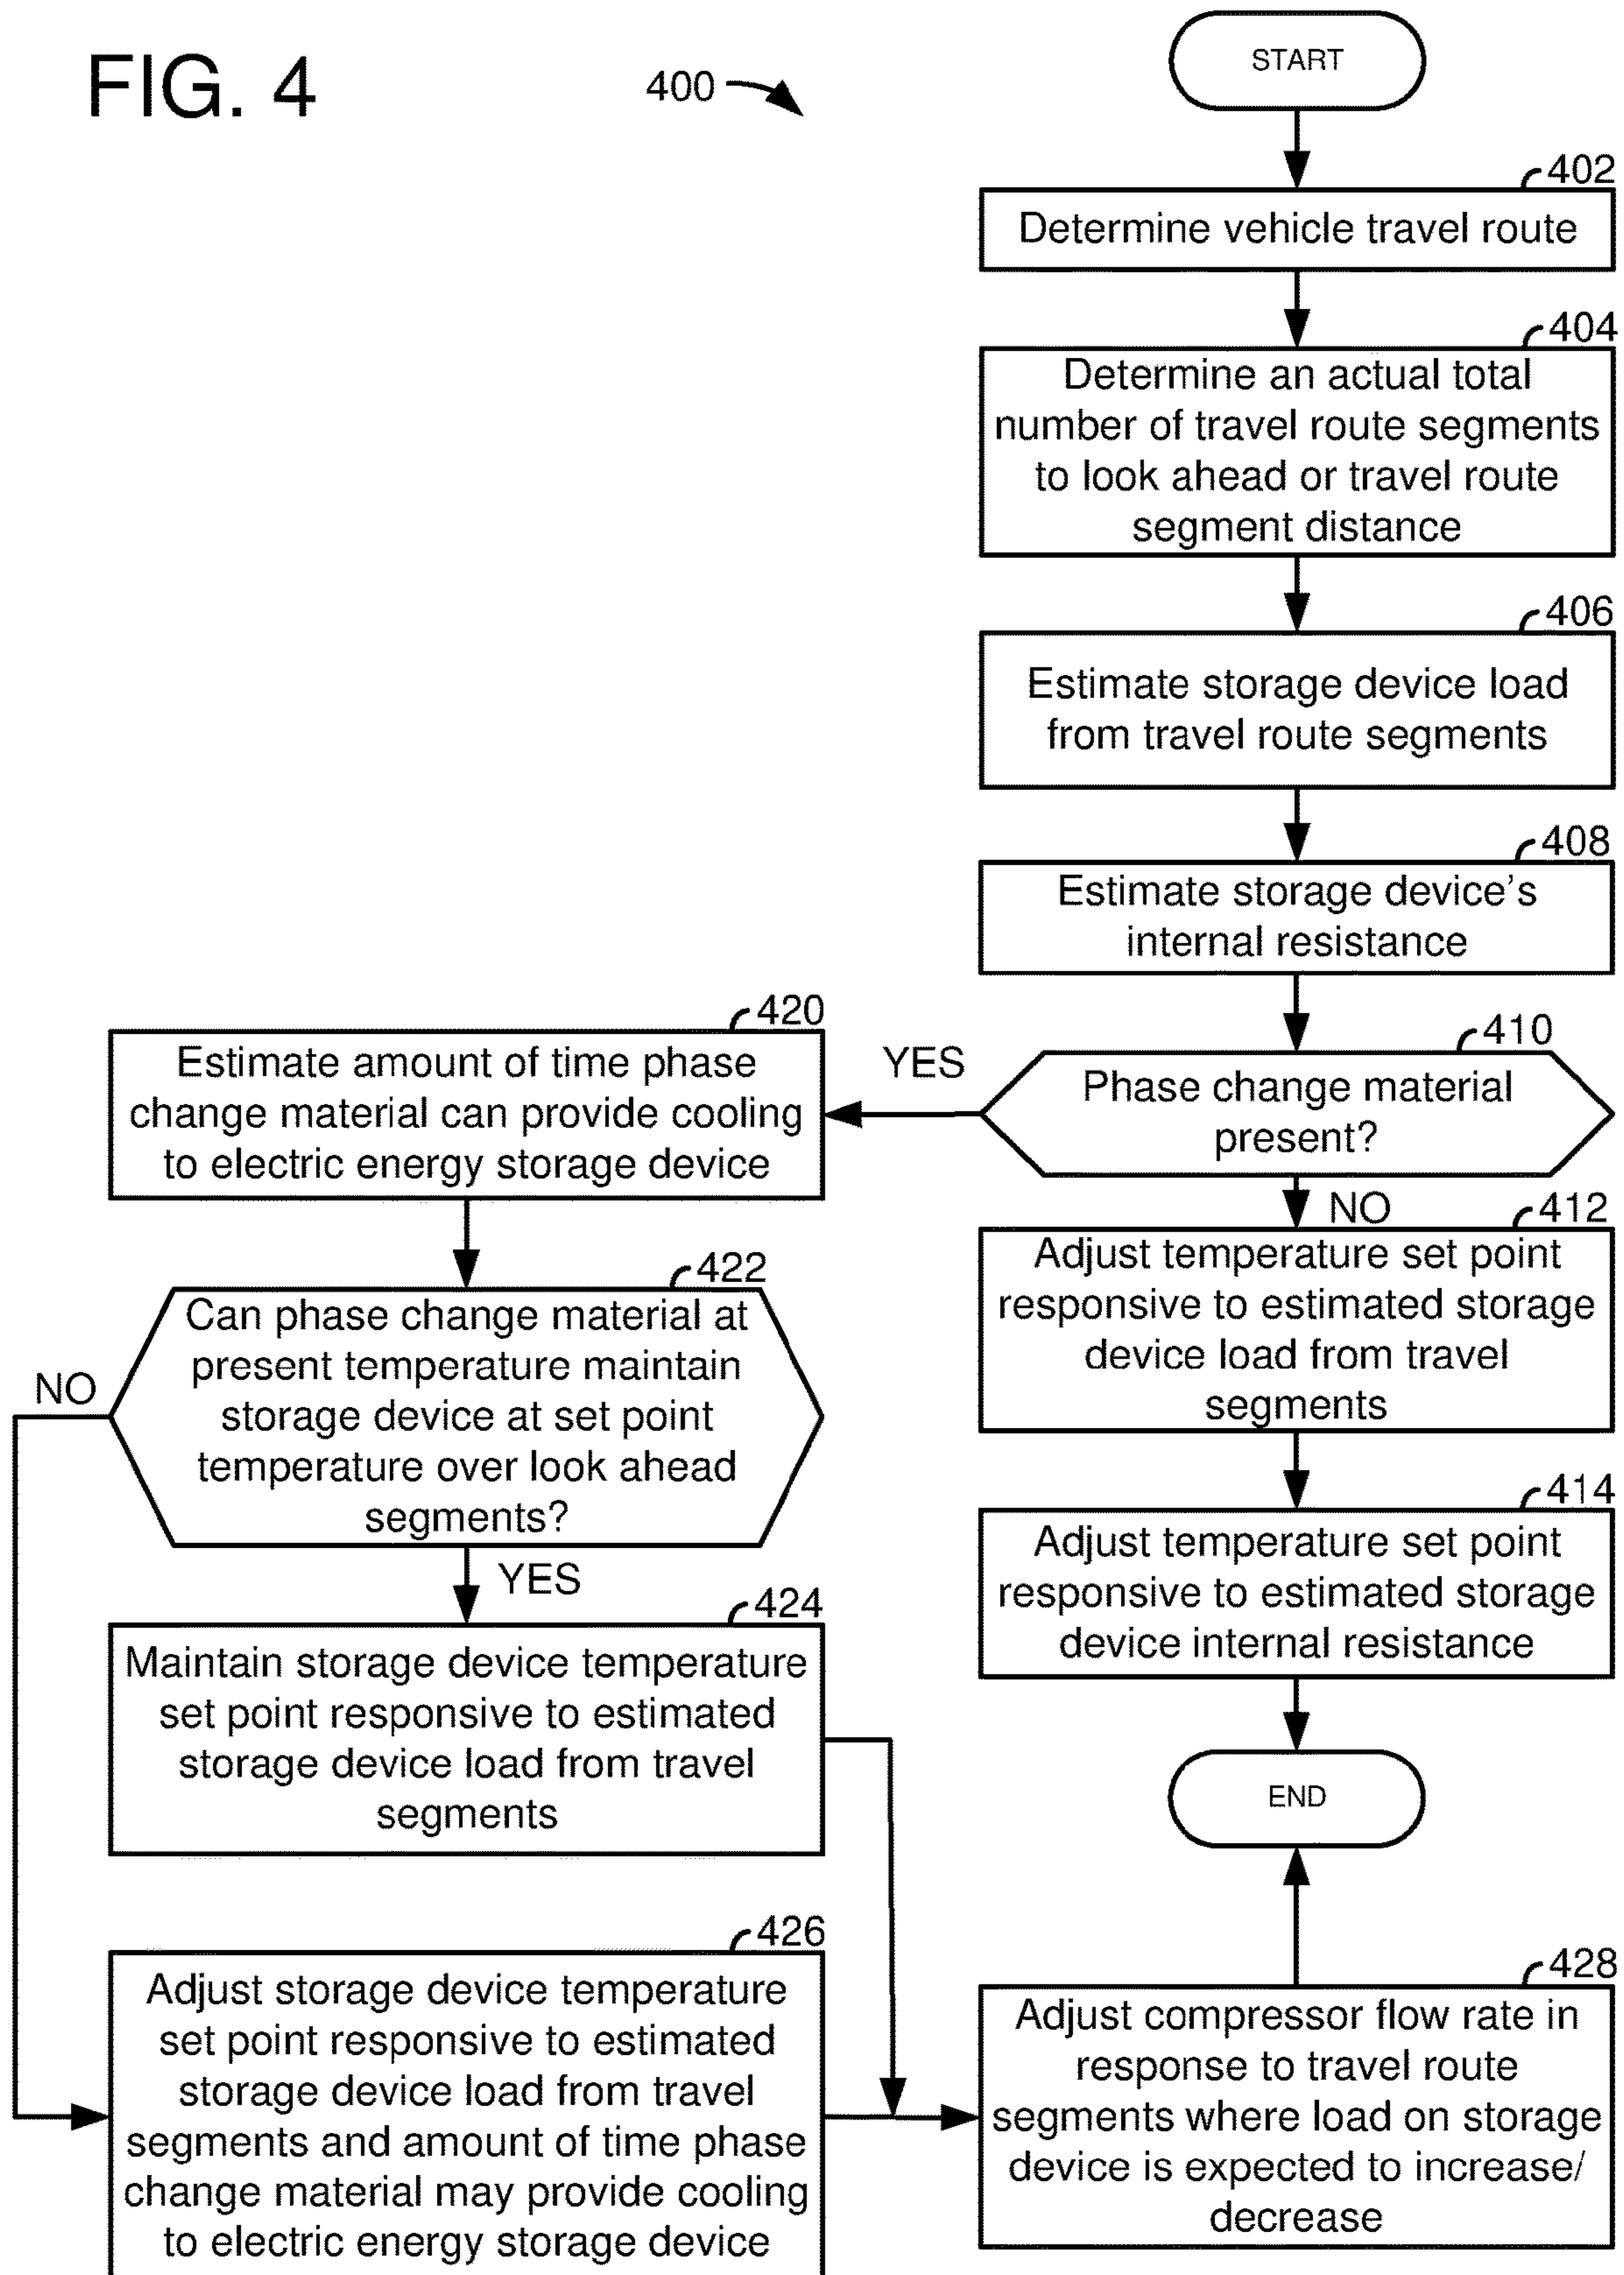 FIG. 4
400
START
402
Determine vehicle travel route
404
Determine an actual total
number of travel route segments
to look ahead or travel route
segment distance
406
Estimate storage device load
from travel route segments
408
Estimate storage device's
internal resistance
410
Phase change material
present?
YES
NO
412
Adjust temperature set point
responsive to estimated storage
device load from travel
segments
414
Adjust temperature set point
responsive to estimated storage
device internal resistance
END
420
Estimate amount of time phase
change material can provide cooling
to electric energy storage device
422
Can phase change material at
present temperature maintain
storage device at set point
temperature over look ahead
segments?
NO
YES
424
Maintain storage device temperature
set point responsive to estimated
storage device load from travel
segments
426
Adjust storage device temperature
set point responsive to estimated
storage device load from travel
segments and amount of time phase
change material may provide cooling
to electric energy storage device
428
Adjust compressor flow rate in
response to travel route
segments where load on storage
device is expected to increase/
decrease